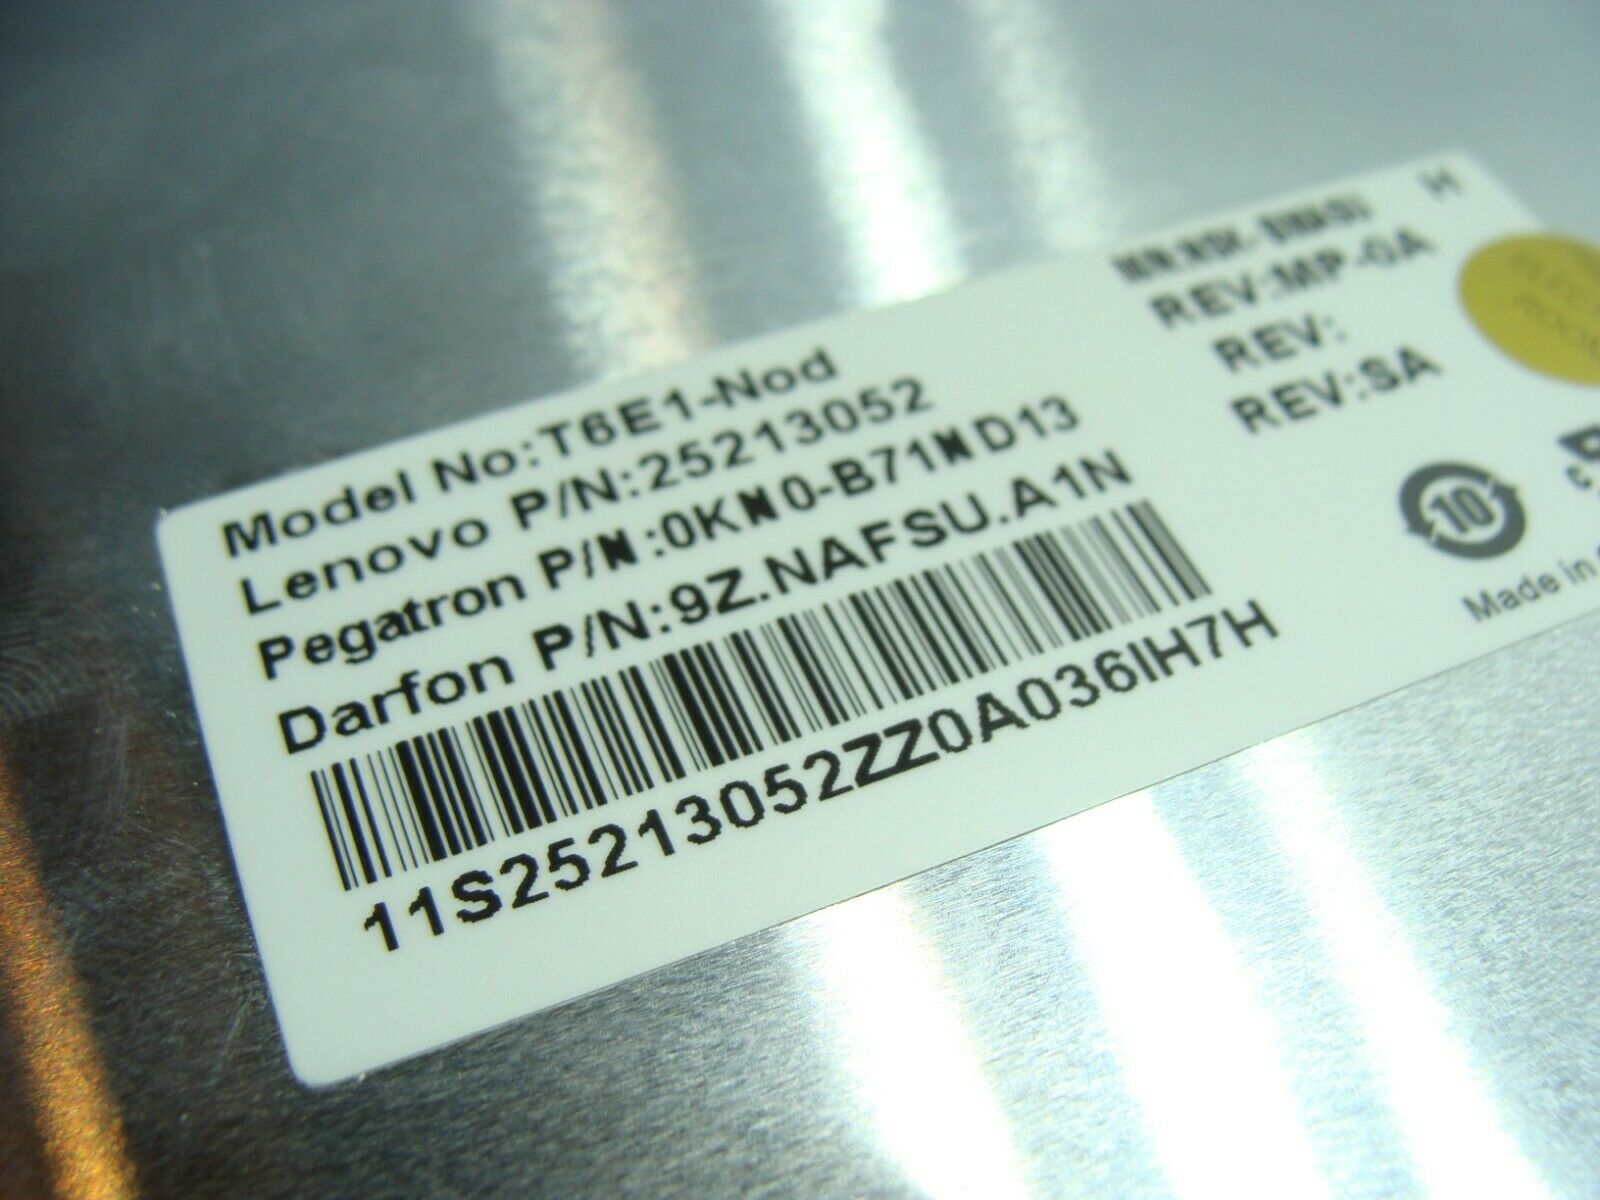 H
Model No:T6E1-Nod
REV:MP-0A
Lenovo P/N:25213052
REV:
Pegatron P/N:0KN0-B71ND13
REV:SA
Darfon P/N:9Z.NAFSU.A1N
10
11S25213052ZZ0A036IH7H
Made in